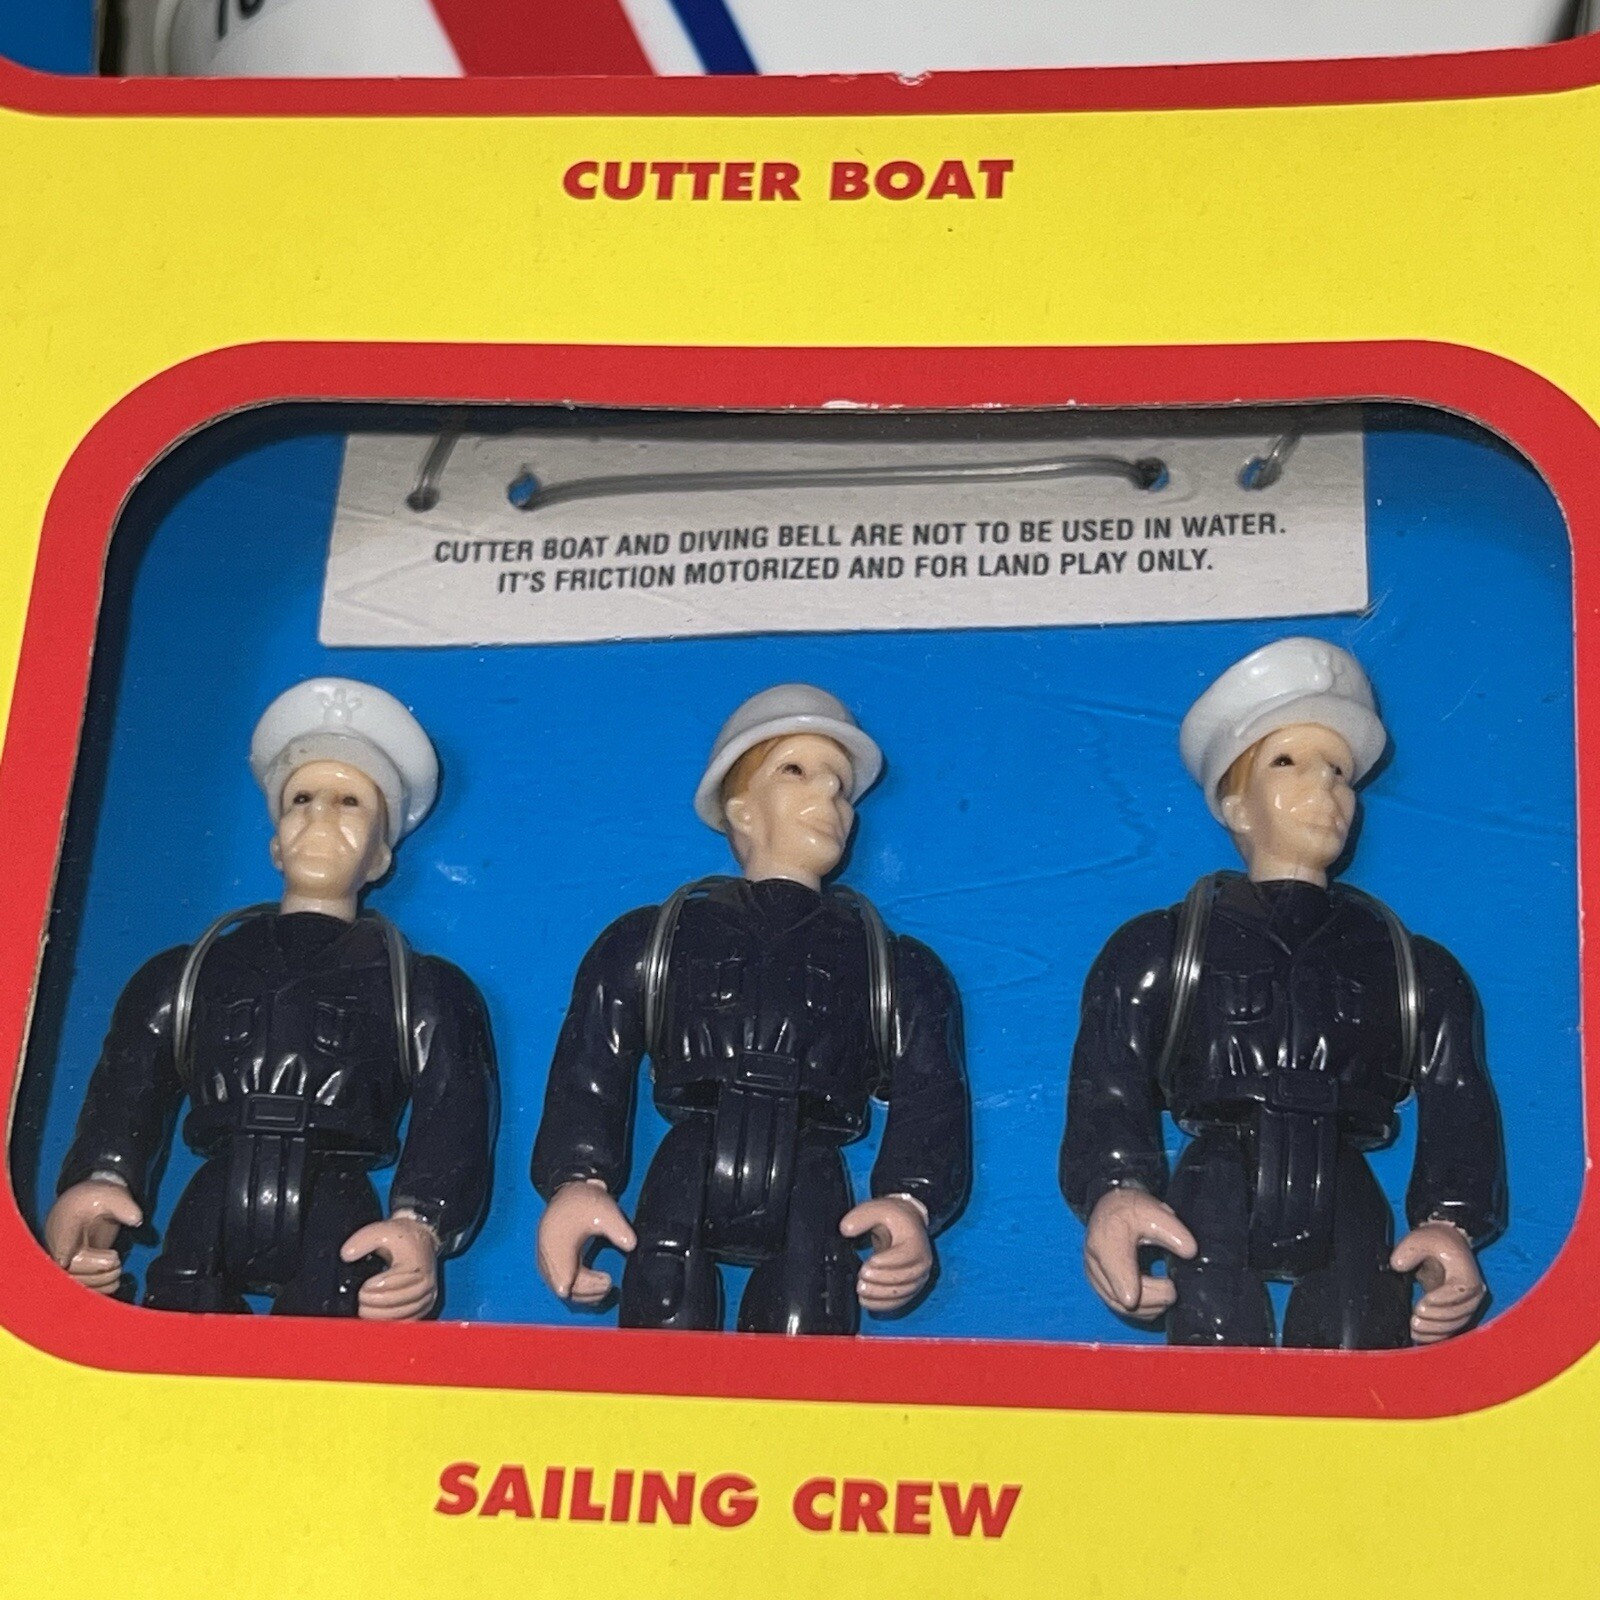 CUTTER BOAT
CUTTER BOAT AND DIVING BELL ARE NOT TO BE USED IN WATER.
IT'S FRICTION MOTORIZED AND FOR LAND PLAY ONLY.
SAILING CREW